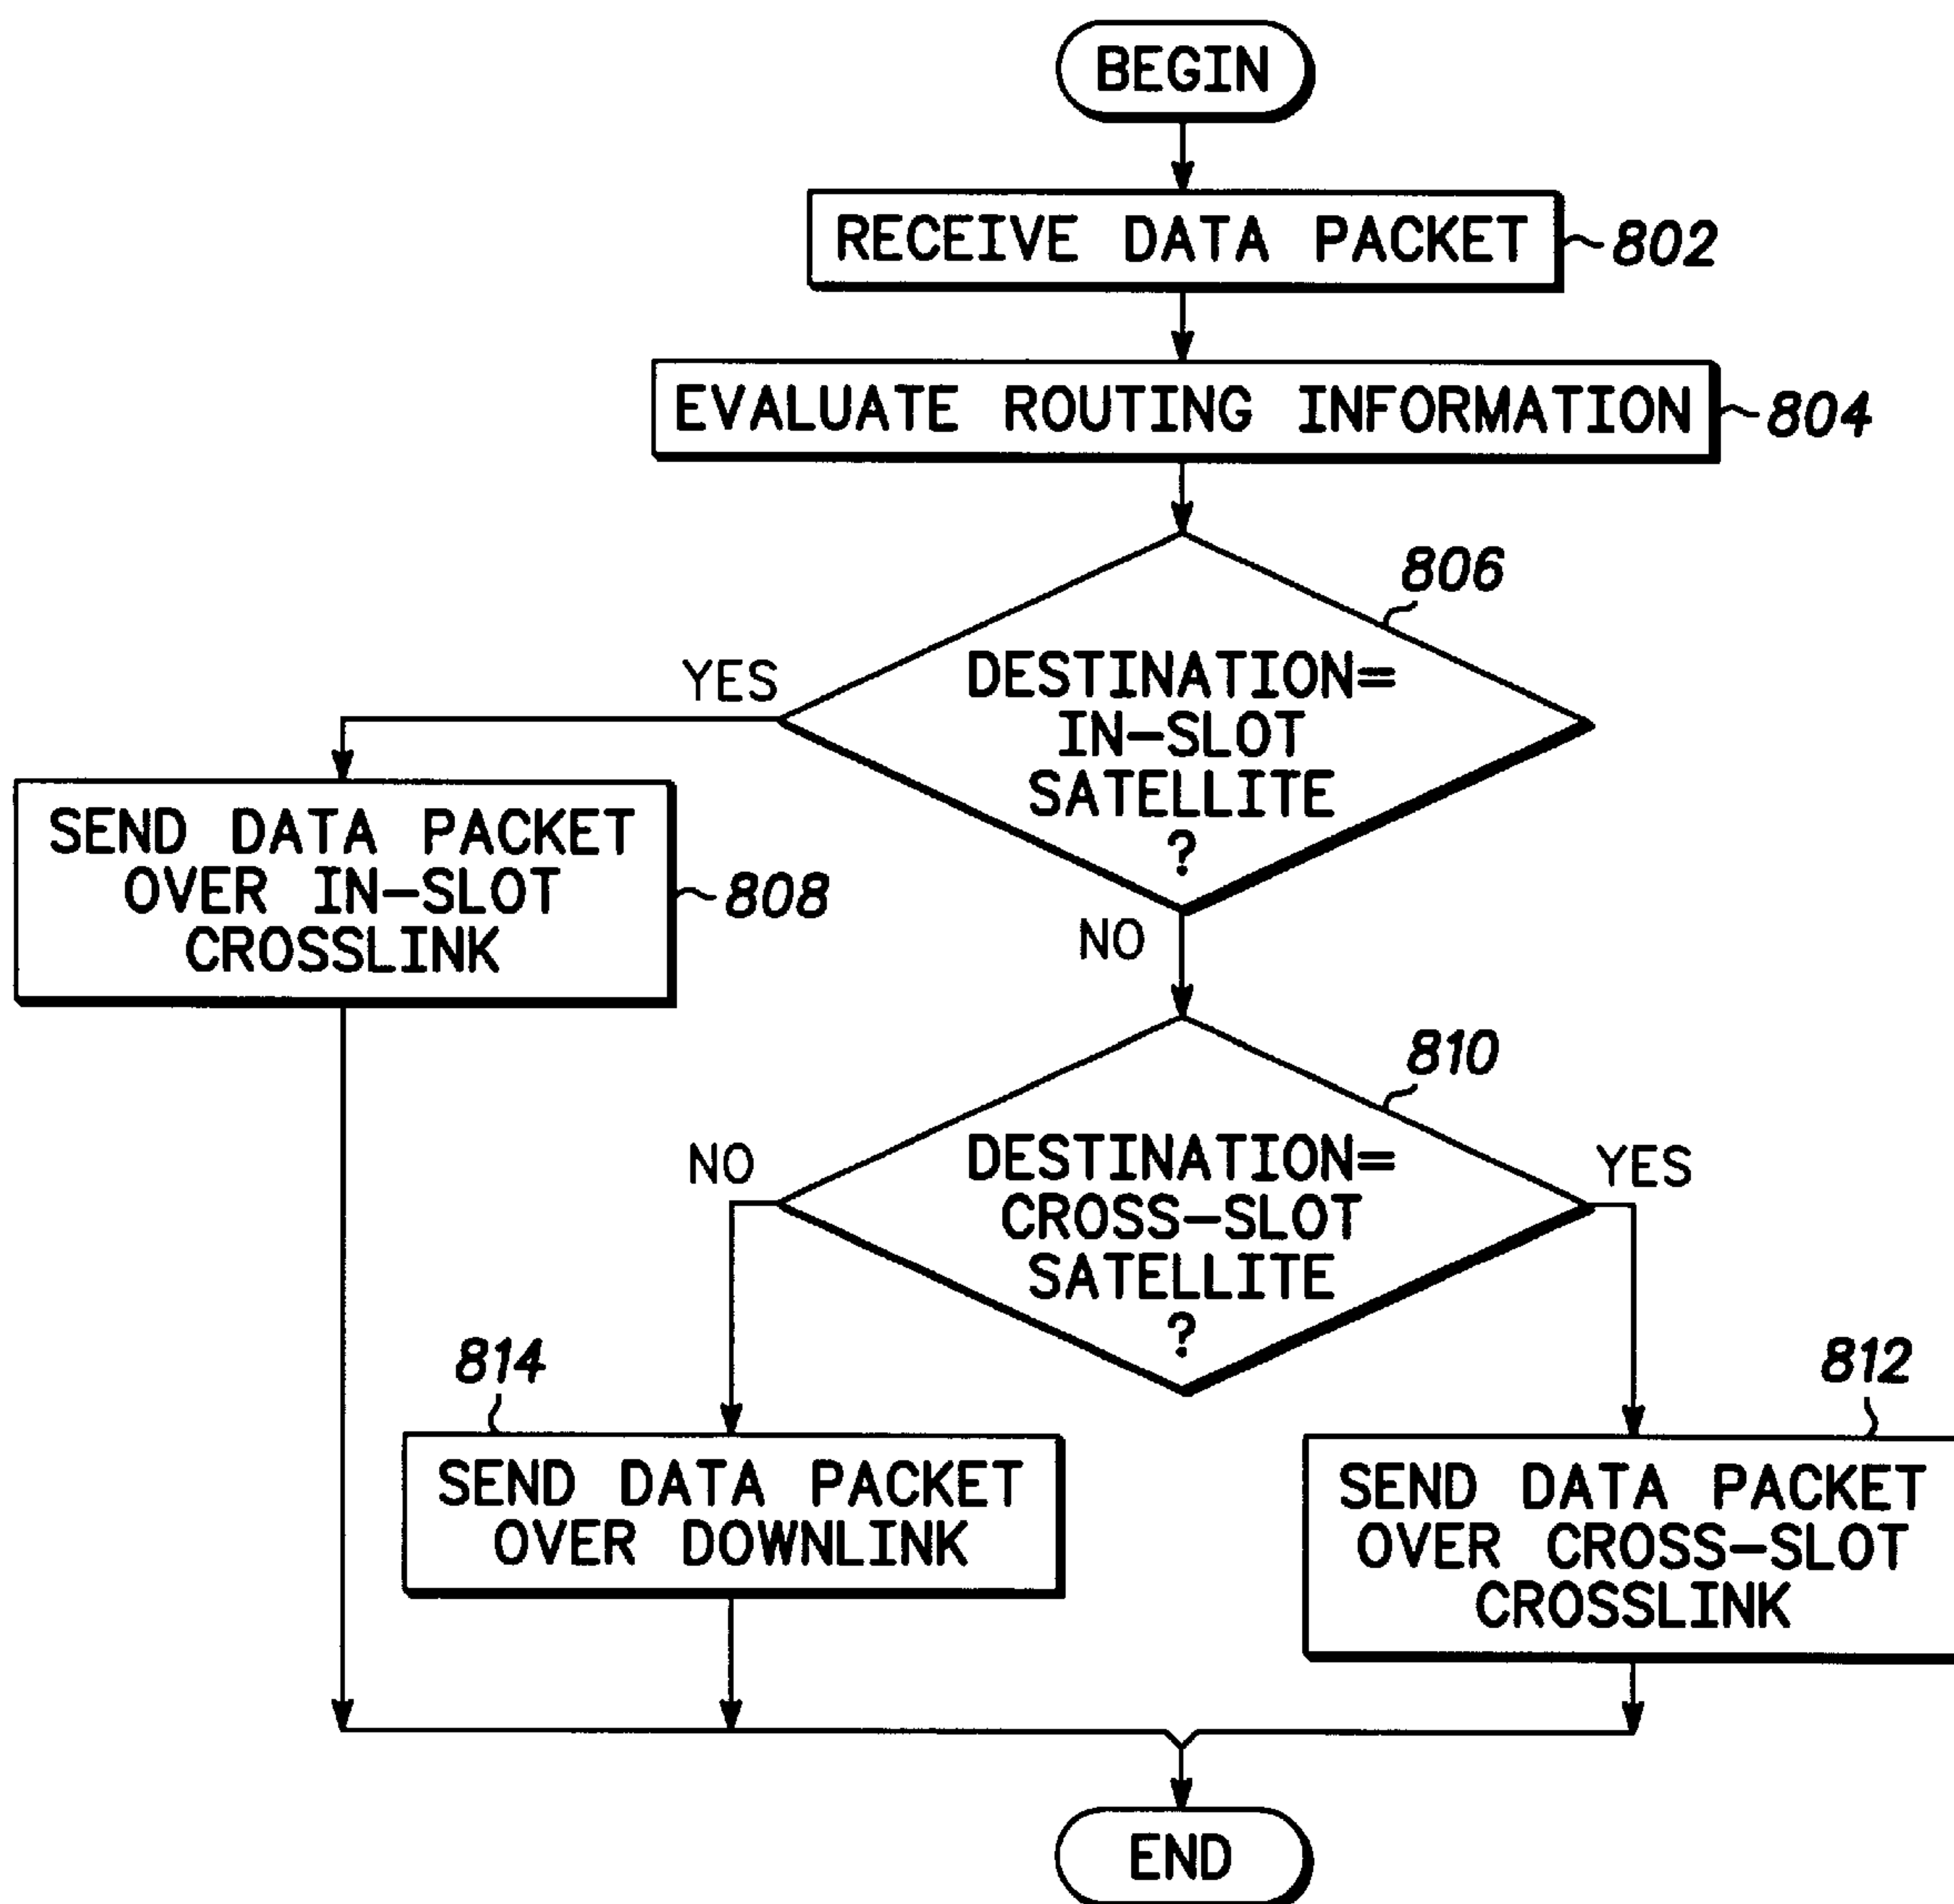 BEGIN
RECEIVE DATA PACKET
802
EVALUATE ROUTING INFORMATION
804
806
DESTINATION=
IN-SLOT
SATELLITE
?
YES
NO
SEND DATA PACKET
OVER IN-SLOT
CROSSLINK
808
810
DESTINATION=
CROSS-SLOT
SATELLITE
?
NO
YES
814
SEND DATA PACKET
OVER DOWNLINK
812
SEND DATA PACKET
OVER CROSS-SLOT
CROSSLINK
END